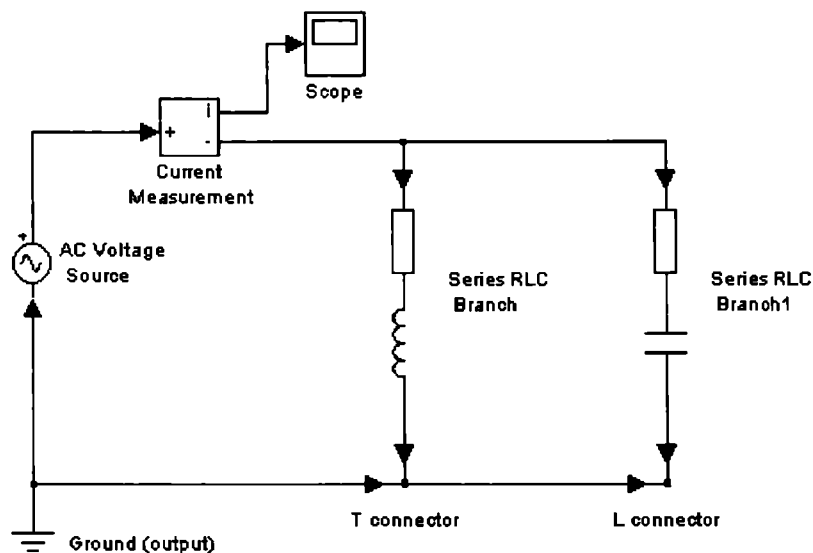 Scope
i
+
-
Current
Measurement
+
AC Voltage
Source
Series RLC
Branch
Series RLC
Branch1
T connector
L connector
Ground (output)